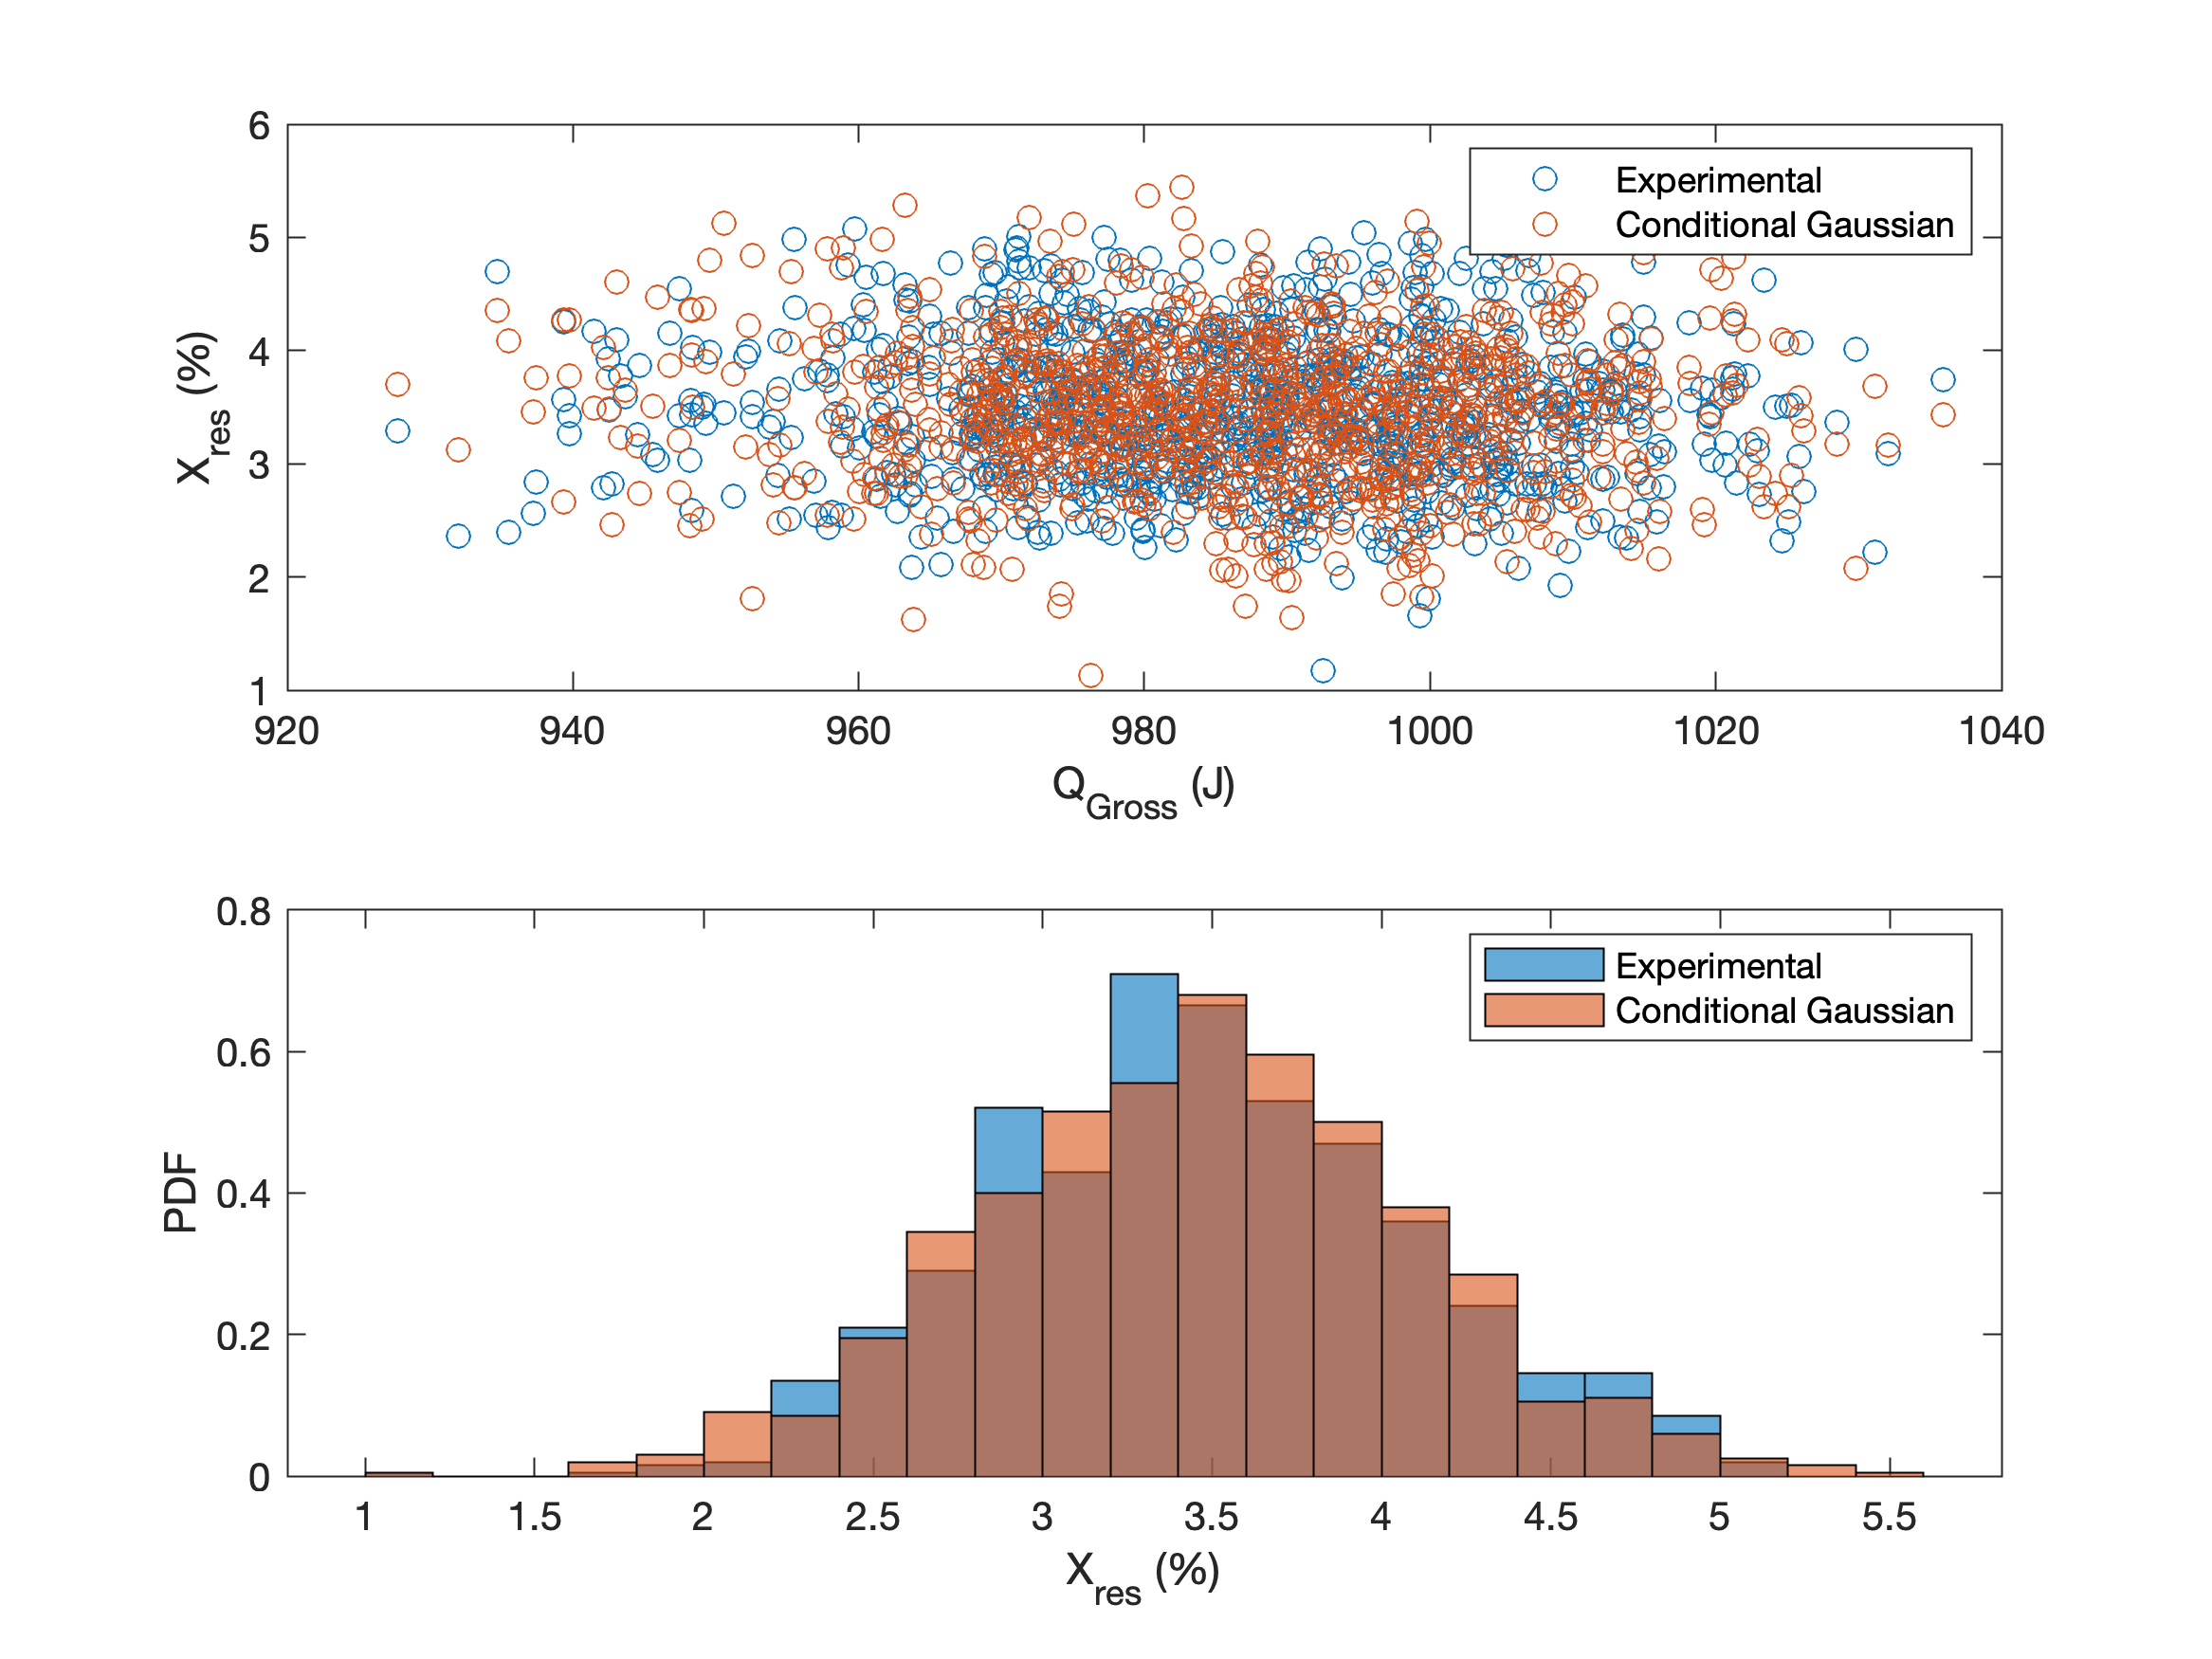 6
5
4
3
2
1
X_res (%)
Experimental
Conditional Gaussian
920 940 960 980 1000 1020 1040
Q_Gross (J)
0.8
0.6
0.4
0.2
0
PDF
Experimental
Conditional Gaussian
1 1.5 2 2.5 3 3.5 4 4.5 5 5.5
X_res (%)